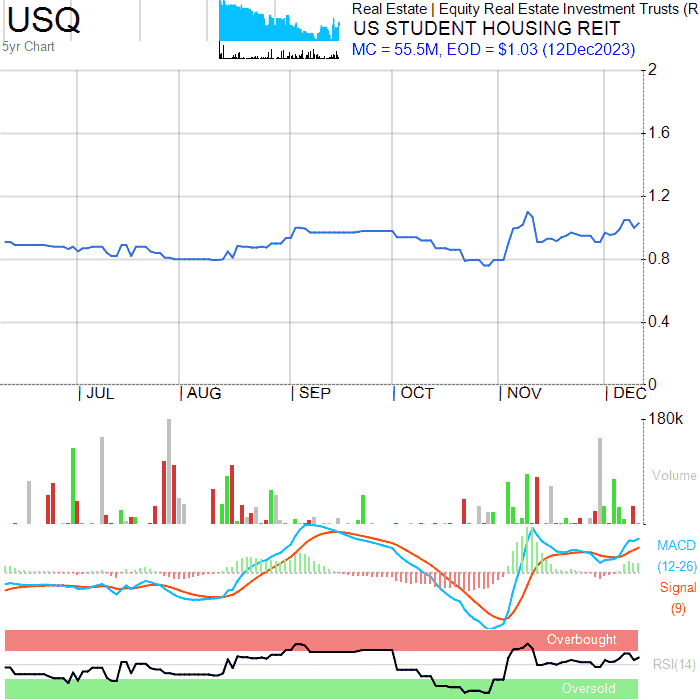 USQ
5yr Chart
Real Estate | Equity Real Estate Investment Trusts (R
US STUDENT HOUSING REIT
MC = 55.5M, EOD = $1.03 (12Dec2023)
2
1.6
1.2
0.8
0.4
0
| JUL | AUG | SEP | OCT | NOV | DEC
180k
Volume
MACD
(12-26)
Signal
(9)
Overbought
RSI(14)
Oversold